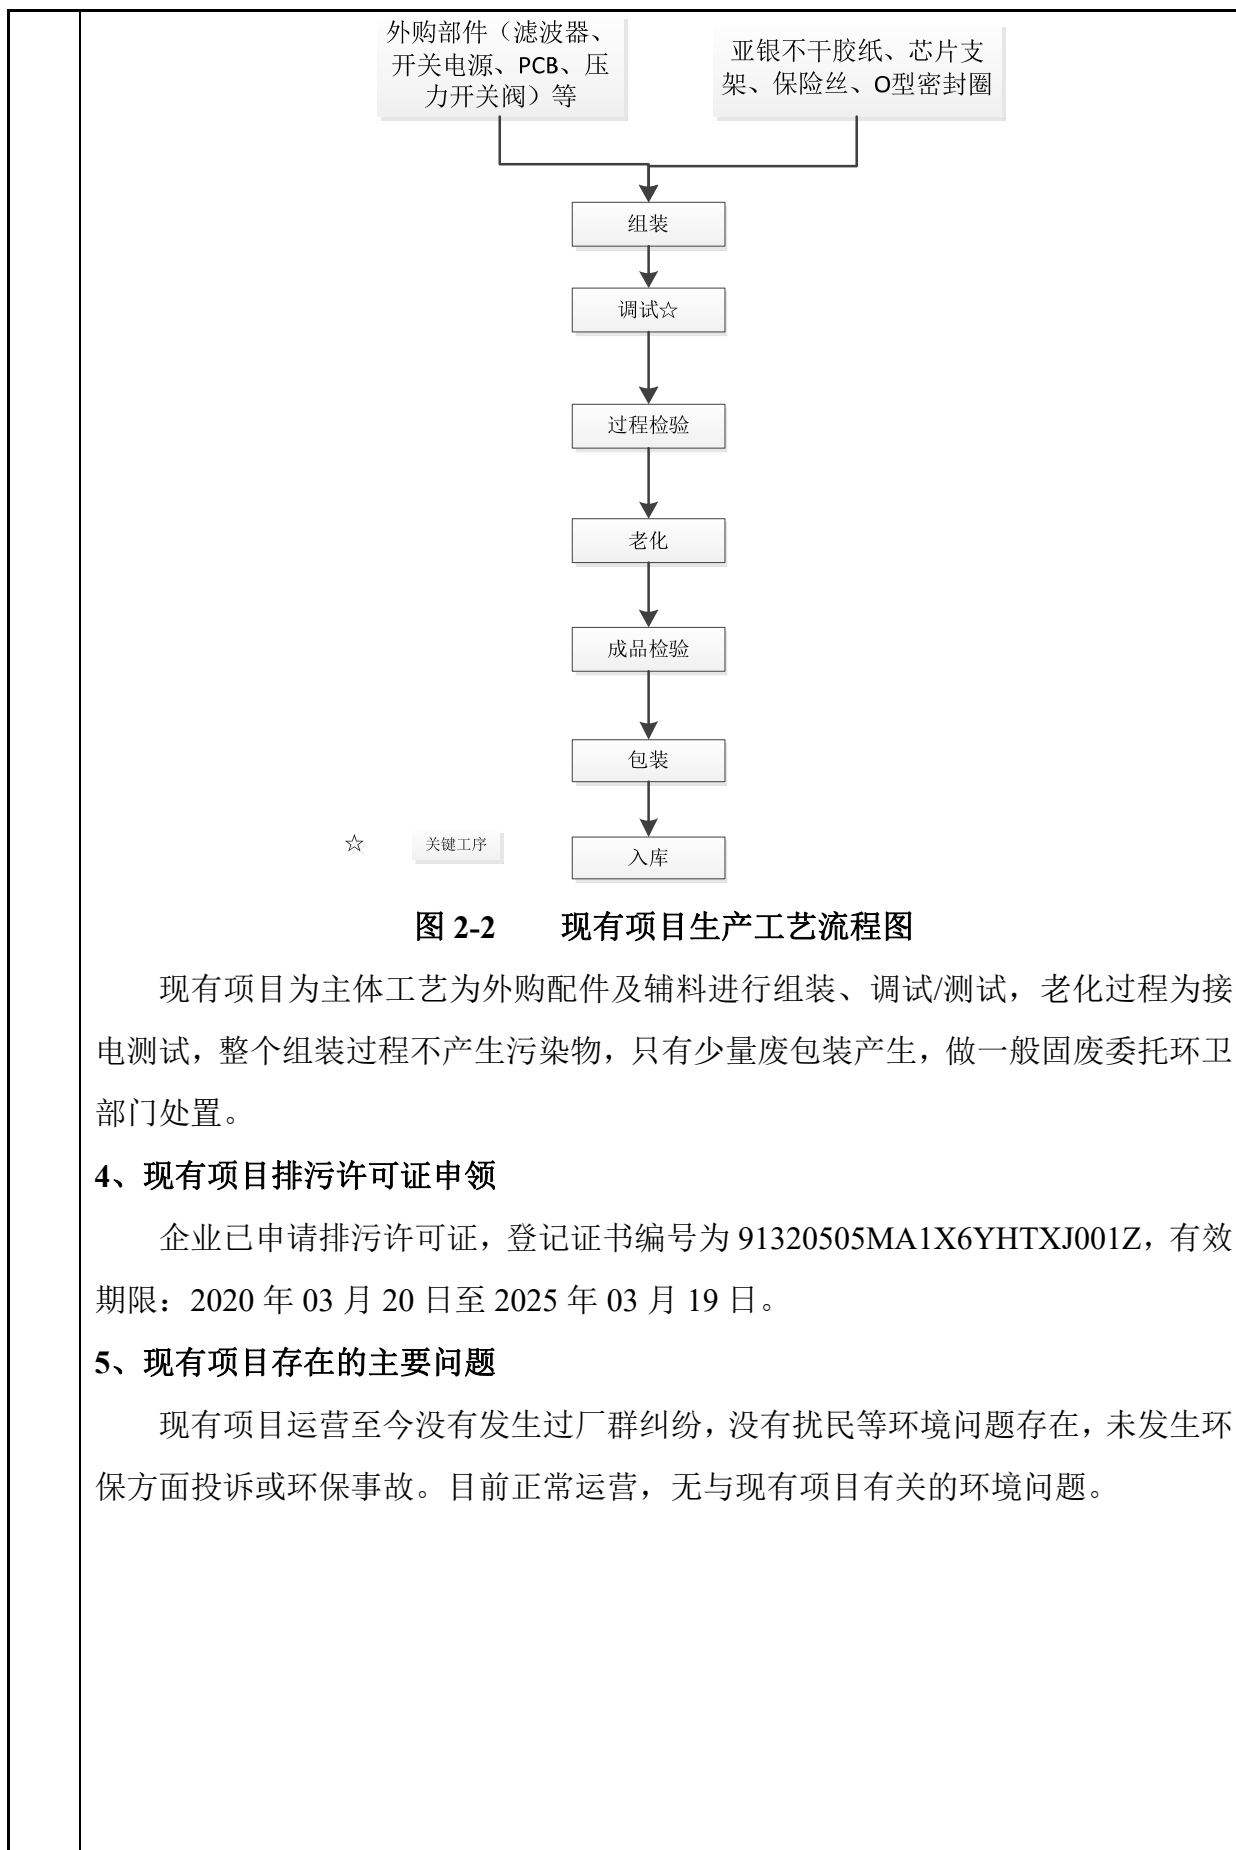 外购部件（滤波器、
开关电源、PCB、压
力开关阀）等
亚银不干胶纸、芯片支
架、保险丝、O型密封圈
组装
调试☆
过程检验
老化
成品检验
包装
☆ 关键工序
入库
图 2-2 现有项目生产工艺流程图
现有项目为主体工艺为外购配件及辅料进行组装、调试/测试，老化过程为接
电测试，整个组装过程不产生污染物，只有少量废包装产生，做一般固废委托环卫
部门处置。
4、现有项目排污许可证申领
企业已申请排污许可证，登记证书编号为 91320505MA1X6YHTXJ001Z，有效
期限：2020 年 03 月 20 日至 2025 年 03 月 19 日。
5、现有项目存在的主要问题
现有项目运营至今没有发生过厂群纠纷，没有扰民等环境问题存在，未发生环
保方面投诉或环保事故。目前正常运营，无与现有项目有关的环境问题。